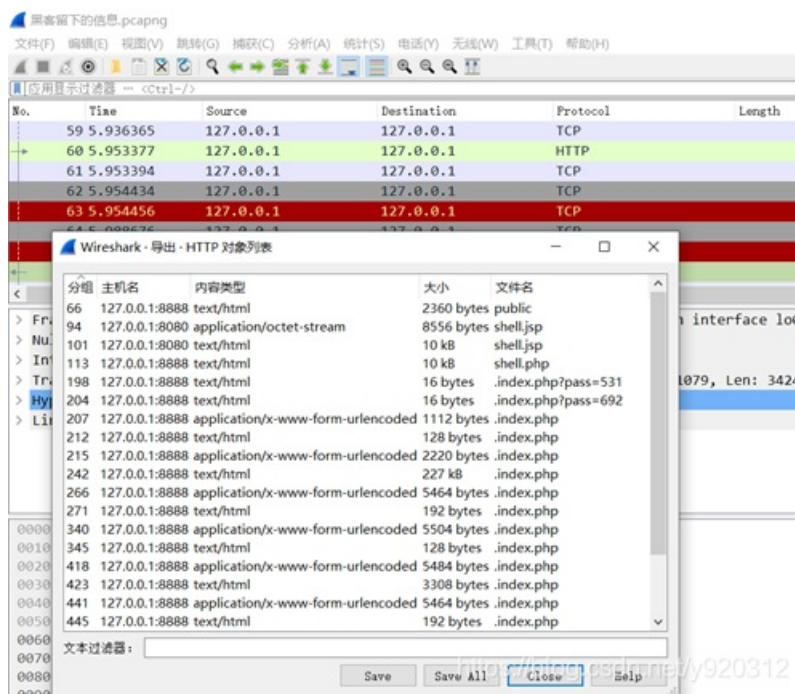 黑客留下的信息.pcapng
文件(F) 编辑(E) 视图(V) 跳转(G) 捕获(C) 分析(A) 统计(S) 电话(Y) 无线(W) 工具(T) 帮助(H)
应用显示过滤器 … <Ctrl-/>
No. Time Source Destination Protocol Length
59 5.936365 127.0.0.1 127.0.0.1 TCP
60 5.953377 127.0.0.1 127.0.0.1 HTTP
61 5.953394 127.0.0.1 127.0.0.1 TCP
62 5.954434 127.0.0.1 127.0.0.1 TCP
63 5.954456 127.0.0.1 127.0.0.1 TCP
Wireshark · 导出 · HTTP 对象列表
分组 主机名 内容类型 大小 文件名
66 127.0.0.1:8888 text/html 2360 bytes public
94 127.0.0.1:8080 application/octet-stream 8556 bytes shell.jsp
101 127.0.0.1:8080 text/html 10 kB shell.jsp
113 127.0.0.1:8888 text/html 10 kB shell.php
198 127.0.0.1:8888 text/html 16 bytes .index.php?pass=531
204 127.0.0.1:8888 text/html 16 bytes .index.php?pass=692
207 127.0.0.1:8888 application/x-www-form-urlencoded 1112 bytes .index.php
212 127.0.0.1:8888 text/html 128 bytes .index.php
215 127.0.0.1:8888 application/x-www-form-urlencoded 2220 bytes .index.php
242 127.0.0.1:8888 text/html 227 kB .index.php
266 127.0.0.1:8888 application/x-www-form-urlencoded 5464 bytes .index.php
271 127.0.0.1:8888 text/html 192 bytes .index.php
340 127.0.0.1:8888 application/x-www-form-urlencoded 5504 bytes .index.php
345 127.0.0.1:8888 text/html 128 bytes .index.php
418 127.0.0.1:8888 application/x-www-form-urlencoded 5484 bytes .index.php
423 127.0.0.1:8888 text/html 3308 bytes .index.php
441 127.0.0.1:8888 application/x-www-form-urlencoded 5464 bytes .index.php
445 127.0.0.1:8888 text/html 192 bytes .index.php
文本过滤器：
Save Save All Close Help
interface
1079, Len: 342
0000
0010
0020
0030
0040
0050
0060
0070
0080
https://blog.csdn.net/y920312